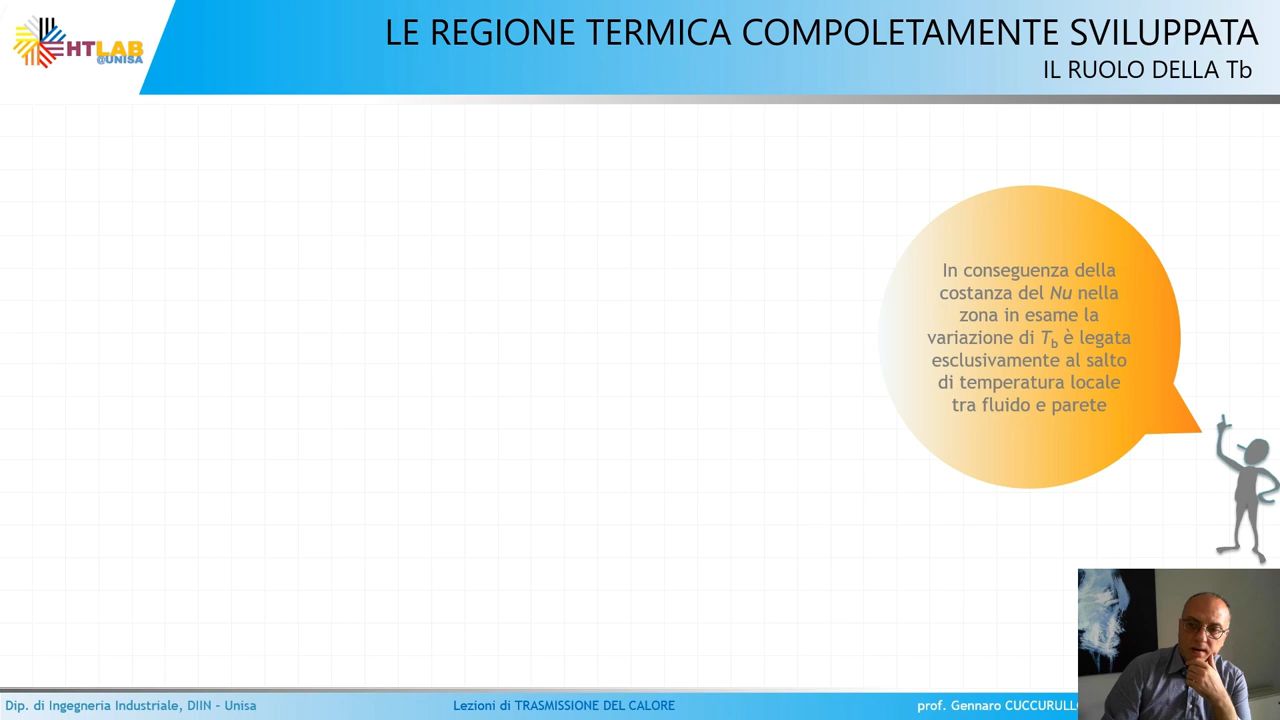 HTLAB
@UNISA
LE REGIONE TERMICA COMPOLETAMENTE SVILUPPATA
IL RUOLO DELLA Tb
In conseguenza della
costanza del Nu nella
zona in esame la
variazione di Tb è legata
esclusivamente al salto
di temperatura locale
tra fluido e parete
Dip. di Ingegneria Industriale, DIIN - Unisa
Lezioni di TRASMISSIONE DEL CALORE
prof. Gennaro CUCCURULLO